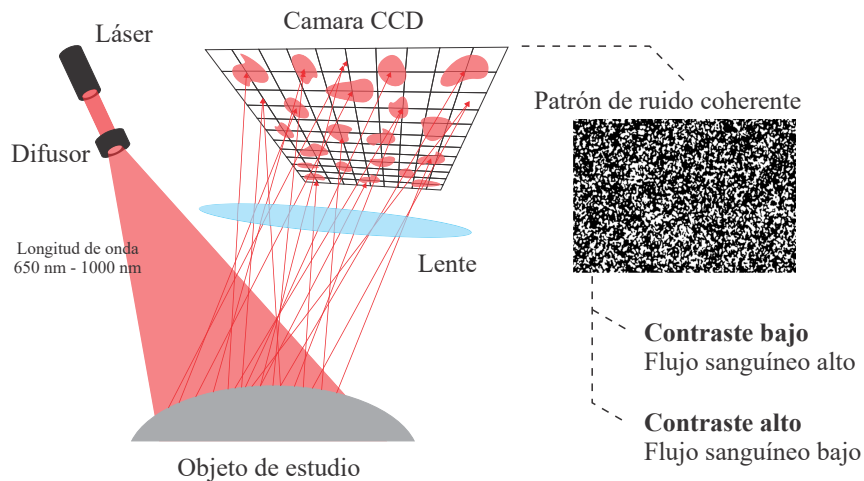 Láser
Camara CCD
Difusor
Patrón de ruido coherente
Longitud de onda
650 nm - 1000 nm
Lente
Contraste bajo
Flujo sanguíneo alto
Contraste alto
Flujo sanguíneo bajo
Objeto de estudio